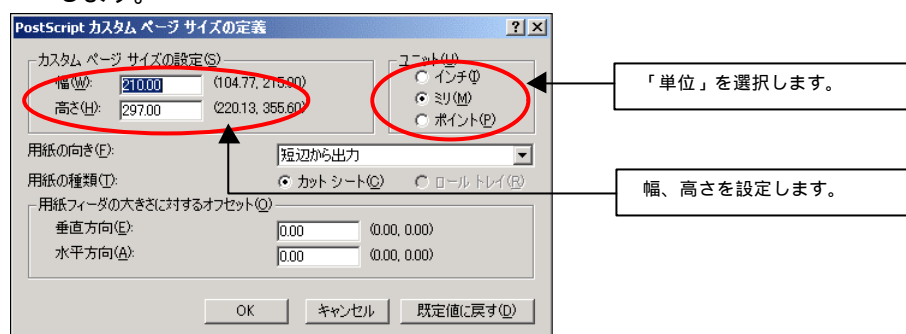 します。
PostScript カスタム ページ サイズの定義
カスタム ページ サイズの設定(S)
幅(W): 210.00 (104.77, 215.90)
高さ(H): 297.00 (220.13, 355.60)
ユニット(U)
インチ(I)
ミリ(M)
ポイント(P)
「単位」を選択します。
用紙の向き(F): 短辺から出力
用紙の種類(T): カット シート(C) ロール トレイ(R)
幅、高さを設定します。
用紙フィーダの大きさに対するオフセット(O)
垂直方向(E): 0.00 (0.00, 0.00)
水平方向(A): 0.00 (0.00, 0.00)
OK キャンセル 既定値に戻す(D)